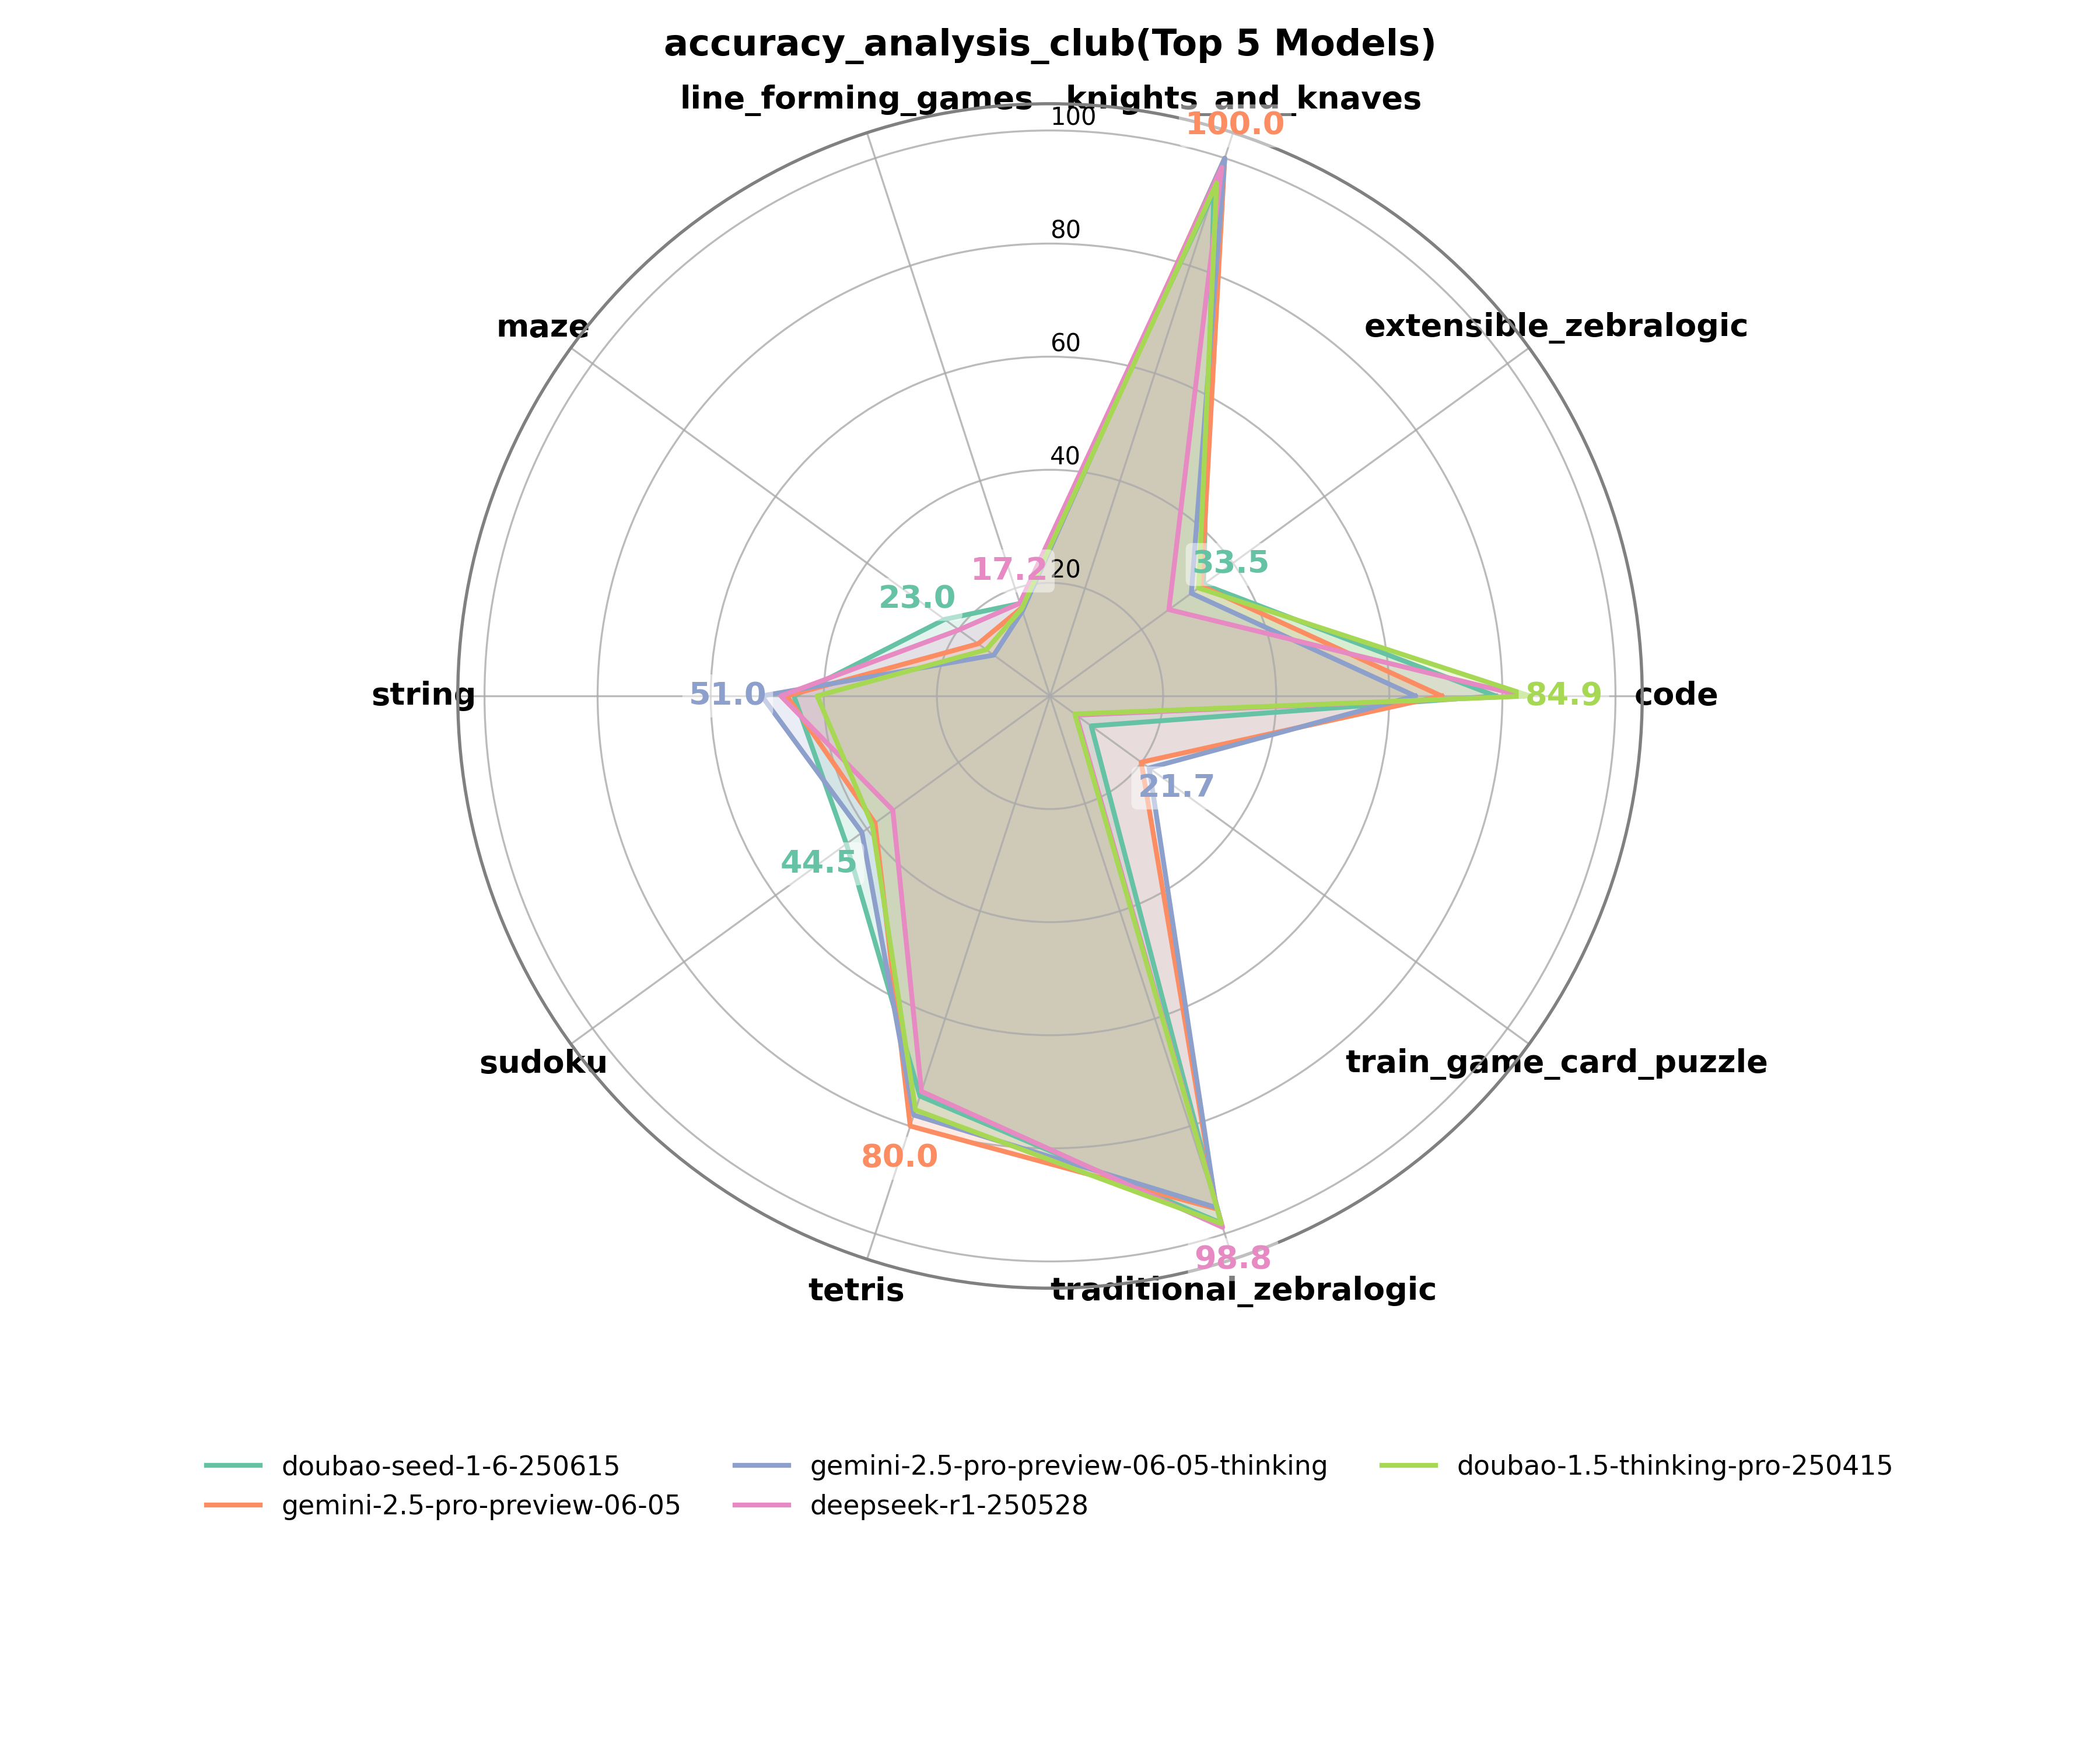 accuracy_analysis_club(Top 5 Models)
line_forming_games
knights_and_knaves
100
100.0
80
maze
extensible_zebralogic
60
40
33.5
17.2
20
23.0
string
51.0
84.9
code
21.7
44.5
sudoku
train_game_card_puzzle
80.0
98.8
tetris
traditional_zebralogic
doubao-seed-1-6-250615
gemini-2.5-pro-preview-06-05
gemini-2.5-pro-preview-06-05-thinking
deepseek-r1-250528
doubao-1.5-thinking-pro-250415